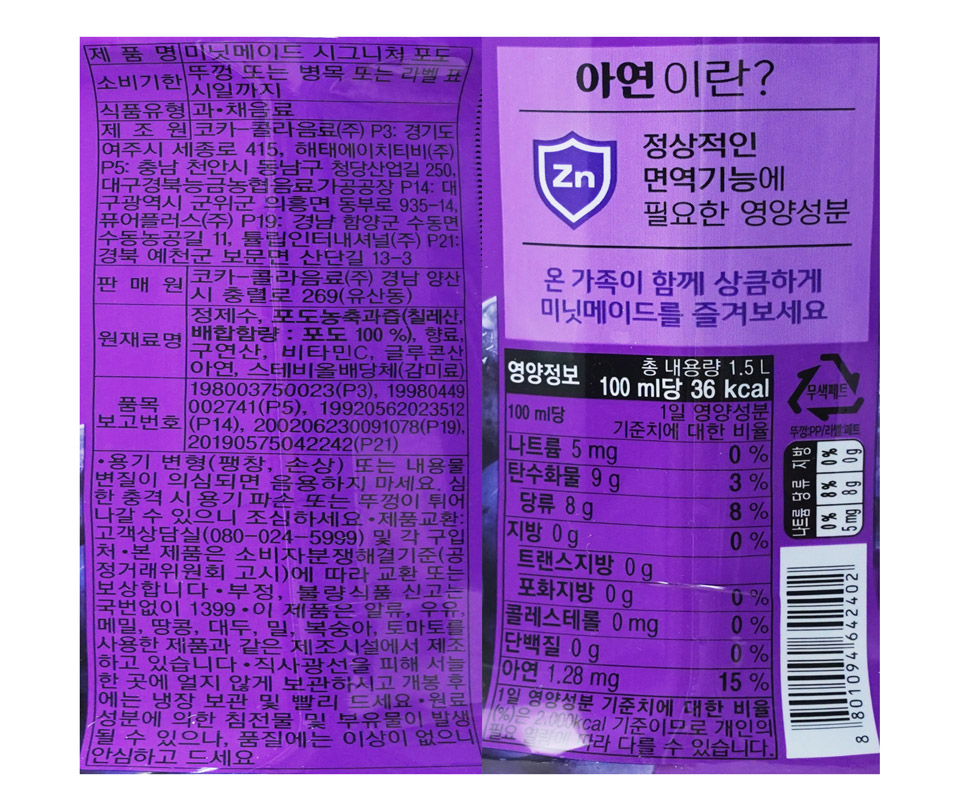 제 품 명 미닛메이드 시그니처 포도
소비기한 뚜껑 또는 병목 또는 라벨 표
시일까지
식품유형 과·채음료
제 조 원 코카-콜라음료(주) P3: 경기도
여주시 세종로 415, 해태에이치티비(주)
P5: 충남 천안시 동남구 청당산업길 250,
대구경북능금농협음료가공공장 P14: 대
구광역시 군위군 의흥면 동부로 935-14,
퓨어플러스(주) P19: 경남 함양군 수동면
수동농공길 11, 튤립인터내셔널(주) P21:
경북 예천군 보문면 산단길 13-3
판 매 원 코카-콜라음료(주) 경남 양산
시 충렬로 269(유산동)
원재료명 정제수, 포도농축과즙(칠레산,
배합함량 : 포도 100 %), 향료,
구연산, 비타민C, 글루콘산
아연, 스테비올배당체(감미료)
품목
보고번호
198003750023(P3), 19980449
002741(P5), 19920562023512
(P14), 2002062300910​78(P19),
20190575042242(P21)
•용기 변형(팽창, 손상) 또는 내용물
변질이 의심되면 음용하지 마세요. 심
한 충격 시 용기 파손 또는 뚜껑이 튀어
나갈 수 있으니 조심하세요 •제품교환:
고객상담실(080-024-5999) 및 각 구입
처 •본 제품은 소비자분쟁해결기준(공
정거래위원회 고시)에 따라 교환 또는
보상합니다 •부정, 불량식품 신고는
국번없이 1399 •이 제품은 알류, 우유,
메밀, 땅콩, 대두, 밀, 복숭아, 토마토를
사용한 제품과 같은 제조시설에서 제조
하고 있습니다 •직사광선을 피해 서늘
한 곳에 얼지 않게 보관하시고 개봉 후
에는 냉장 보관 및 빨리 드세요 •원료
성분에 의한 침전물 및 부유물이 발생
될 수 있으나, 품질에는 이상이 없으니
안심하고 드세요
아연이란?
Zn
정상적인
면역기능에
필요한 영양성분
온 가족이 함께 상큼하게
미닛메이드를 즐겨보세요
영양정보 총 내용량 1.5 L
100 ml당 36 kcal
100 ml당 1일 영양성분
기준치에 대한 비율
나트륨 5 mg 0 %
탄수화물 9 g 3 %
당류 8 g 8 %
지방 0 g 0 %
트랜스지방 0 g
포화지방 0 g 0 %
콜레스테롤 0 mg 0 %
단백질 0 g 0 %
아연 1.28 mg 15 %
1일 영양성분 기준치에 대한 비율
(%)은 2,000kcal 기준이므로 개인의
필요 열량에 따라 다를 수 있습니다.
무색페트
뚜껑:PP/라벨:페트
나트륨 당류 지방
0% 8% 0%
5mg 8g 0g
8 801094 642402